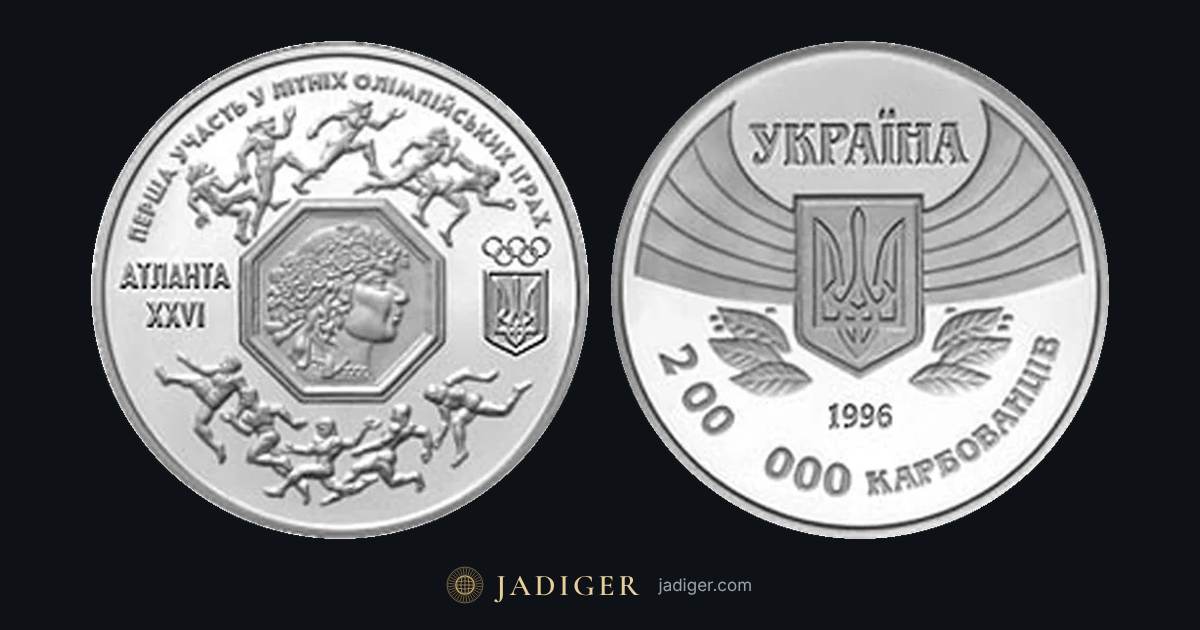 ПЕРША УЧАСТЬ У ЛІТНІХ ОЛІМПІЙСЬКИХ ІГРАХ
АТЛАНТА
XXVI
УКРАЇНА
1996
200 000 КАРБОВАНЦІВ
JADIGER jadiger.com